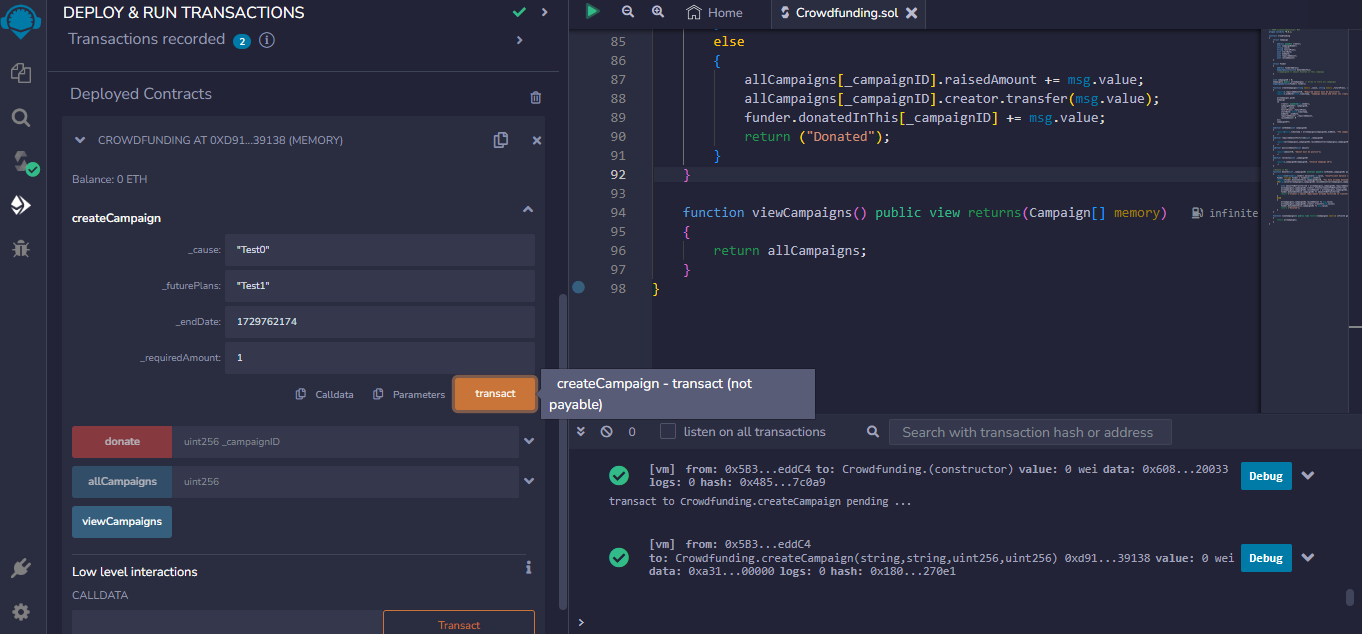 DEPLOY & RUN TRANSACTIONS
Transactions recorded 2 i
Deployed Contracts
CROWDFUNDING AT 0XD91...39138 (MEMORY)
Balance: 0 ETH
createCampaign
_cause: "Test0"
_futurePlans: "Test1"
_endDate: 1729762174
_requiredAmount: 1
Calldata Parameters transact
createCampaign - transact (not
payable)
donate uint256 _campaignID
allCampaigns uint256
viewCampaigns
Low level interactions i
CALLDATA
Transact
Home Crowdfunding.sol
85 else
86 {
87 allCampaigns[_campaignID].raisedAmount += msg.value;
88 allCampaigns[_campaignID].creator.transfer(msg.value);
89 funder.donatedInThis[_campaignID] += msg.value;
90 return ("Donated");
91 }
92 }
93
94 function viewCampaigns() public view returns(Campaign[] memory) infinite
95 {
96 return allCampaigns;
97 }
98 }
0 listen on all transactions Search with transaction hash or address
[vm] from: 0x5B3...eddC4 to: Crowdfunding.(constructor) value: 0 wei data: 0x608...20033
logs: 0 hash: 0x485...7c0a9
Debug
transact to Crowdfunding.createCampaign pending ...
[vm] from: 0x5B3...eddC4
to: Crowdfunding.createCampaign(string,string,uint256,uint256) 0xd91...39138 value: 0 wei
data: 0xa31...00000 logs: 0 hash: 0x180...270e1
Debug
>